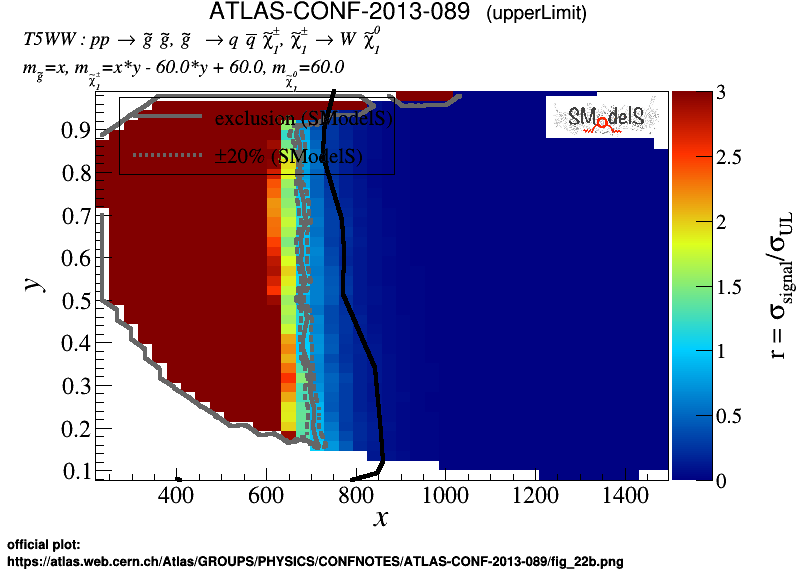 ATLAS-CONF-2013-089 (upperLimit)
T5WW : pp → g̃ g̃, g̃ → q q̅ χ̃₁±, χ̃₁± → W χ̃₁⁰
m_g̃=x, m_χ̃₁±=x*y - 60.0*y + 60.0, m_χ̃₁⁰=60.0
exclusion (SModelS)
±20% (SModelS)
SModelS
0.9
0.8
0.7
0.6
0.5
0.4
0.3
0.2
0.1
y
400
600
800
1000
1200
1400
x
3
2.5
2
1.5
1
0.5
0
r = σ_signal/σ_UL
official plot:
https://atlas.web.cern.ch/Atlas/GROUPS/PHYSICS/CONFNOTES/ATLAS-CONF-2013-089/fig_22b.png